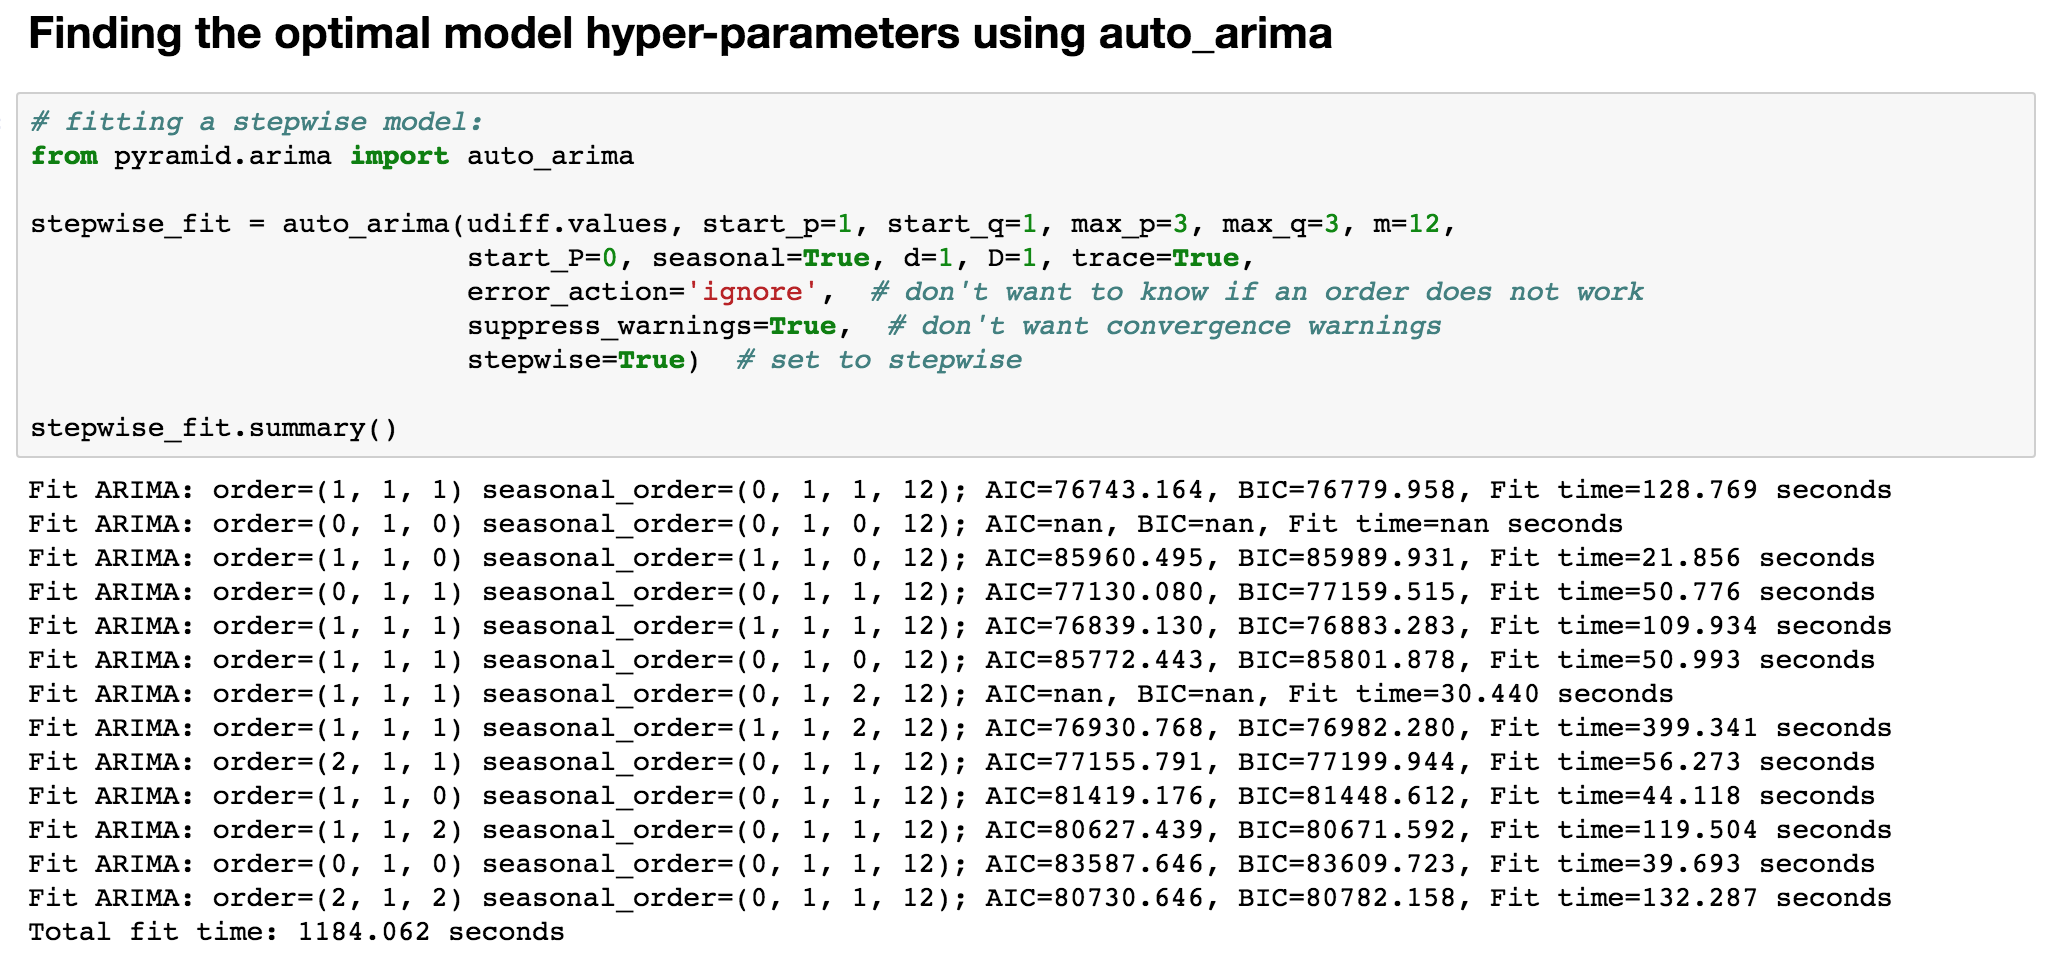 Finding the optimal model hyper-parameters using auto_arima
# fitting a stepwise model:
from pyramid.arima import auto_arima
stepwise_fit = auto_arima(udiff.values, start_p=1, start_q=1, max_p=3, max_q=3, m=12,
start_P=0, seasonal=True, d=1, D=1, trace=True,
error_action='ignore',  # don't want to know if an order does not work
suppress_warnings=True,  # don't want convergence warnings
stepwise=True)  # set to stepwise
stepwise_fit.summary()
Fit ARIMA: order=(1, 1, 1) seasonal_order=(0, 1, 1, 12); AIC=76743.164, BIC=76779.958, Fit time=128.769 seconds
Fit ARIMA: order=(0, 1, 0) seasonal_order=(0, 1, 0, 12); AIC=nan, BIC=nan, Fit time=nan seconds
Fit ARIMA: order=(1, 1, 0) seasonal_order=(1, 1, 0, 12); AIC=85960.495, BIC=85989.931, Fit time=21.856 seconds
Fit ARIMA: order=(0, 1, 1) seasonal_order=(0, 1, 1, 12); AIC=77130.080, BIC=77159.515, Fit time=50.776 seconds
Fit ARIMA: order=(1, 1, 1) seasonal_order=(1, 1, 1, 12); AIC=76839.130, BIC=76883.283, Fit time=109.934 seconds
Fit ARIMA: order=(1, 1, 1) seasonal_order=(0, 1, 0, 12); AIC=85772.443, BIC=85801.878, Fit time=50.993 seconds
Fit ARIMA: order=(1, 1, 1) seasonal_order=(0, 1, 2, 12); AIC=nan, BIC=nan, Fit time=30.440 seconds
Fit ARIMA: order=(1, 1, 1) seasonal_order=(1, 1, 2, 12); AIC=76930.768, BIC=76982.280, Fit time=399.341 seconds
Fit ARIMA: order=(2, 1, 1) seasonal_order=(0, 1, 1, 12); AIC=77155.791, BIC=77199.944, Fit time=56.273 seconds
Fit ARIMA: order=(1, 1, 0) seasonal_order=(0, 1, 1, 12); AIC=81419.176, BIC=81448.612, Fit time=44.118 seconds
Fit ARIMA: order=(1, 1, 2) seasonal_order=(0, 1, 1, 12); AIC=80627.439, BIC=80671.592, Fit time=119.504 seconds
Fit ARIMA: order=(0, 1, 0) seasonal_order=(0, 1, 1, 12); AIC=83587.646, BIC=83609.723, Fit time=39.693 seconds
Fit ARIMA: order=(2, 1, 2) seasonal_order=(0, 1, 1, 12); AIC=80730.646, BIC=80782.158, Fit time=132.287 seconds
Total fit time: 1184.062 seconds